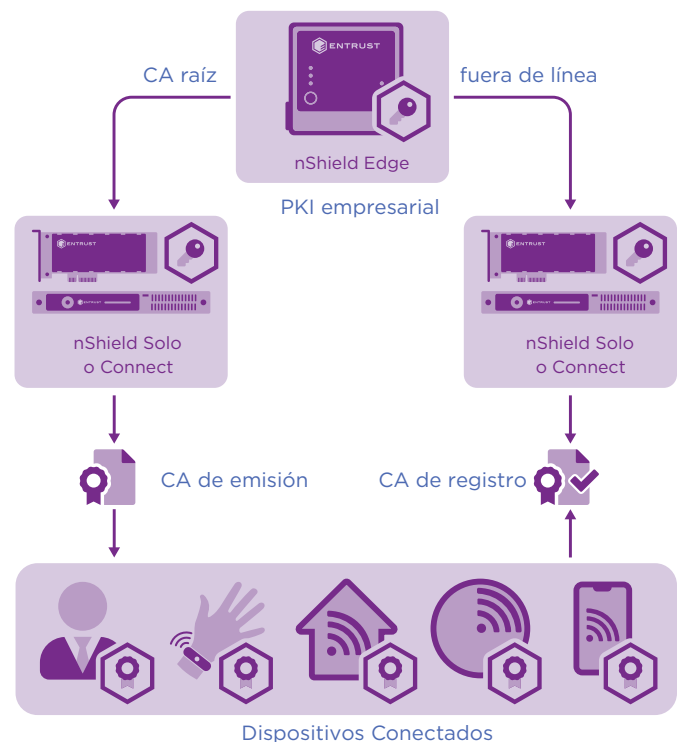 ENTRUST
CA raíz
fuera de línea
nShield Edge
PKI empresarial
ENTRUST
ENTRUST
nShield Solo
o Connect
ENTRUST
ENTRUST
nShield Solo
o Connect
CA de emisión
CA de registro
Dispositivos Conectados